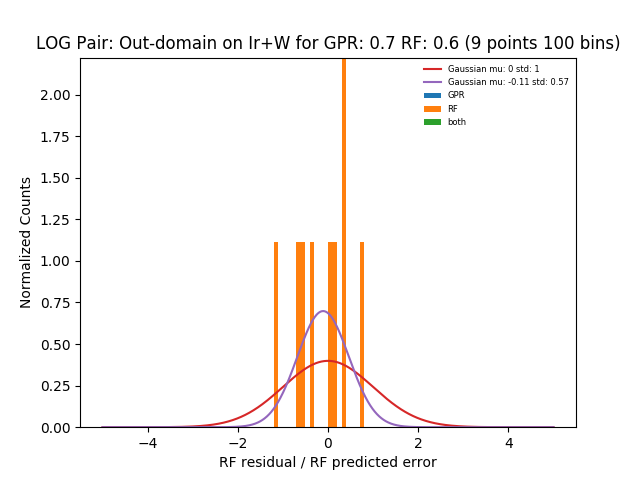 LOG Pair: Out-domain on Ir+W for GPR: 0.7 RF: 0.6 (9 points 100 bins)
Gaussian mu: 0 std: 1
Gaussian mu: -0.11 std: 0.57
GPR
RF
both
Normalized Counts
2.00
1.75
1.50
1.25
1.00
0.75
0.50
0.25
0.00
−4 −2 0 2 4
RF residual / RF predicted error